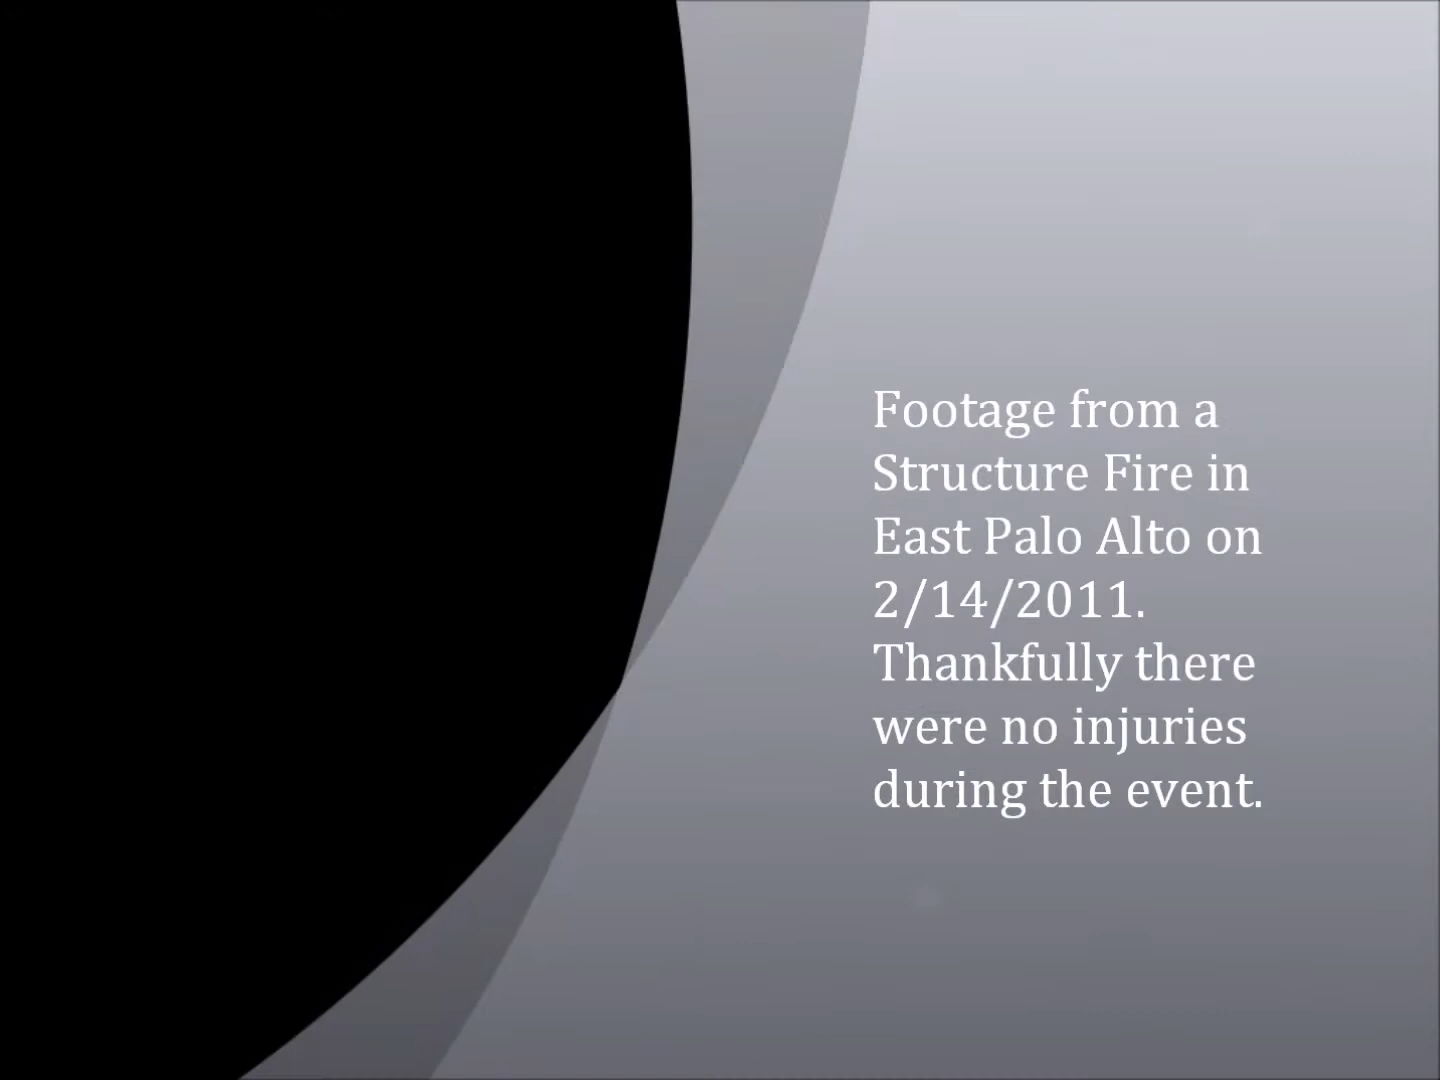 Footage from a
Structure Fire in
East Palo Alto on
2/14/2011.
Thankfully there
were no injuries
during the event.